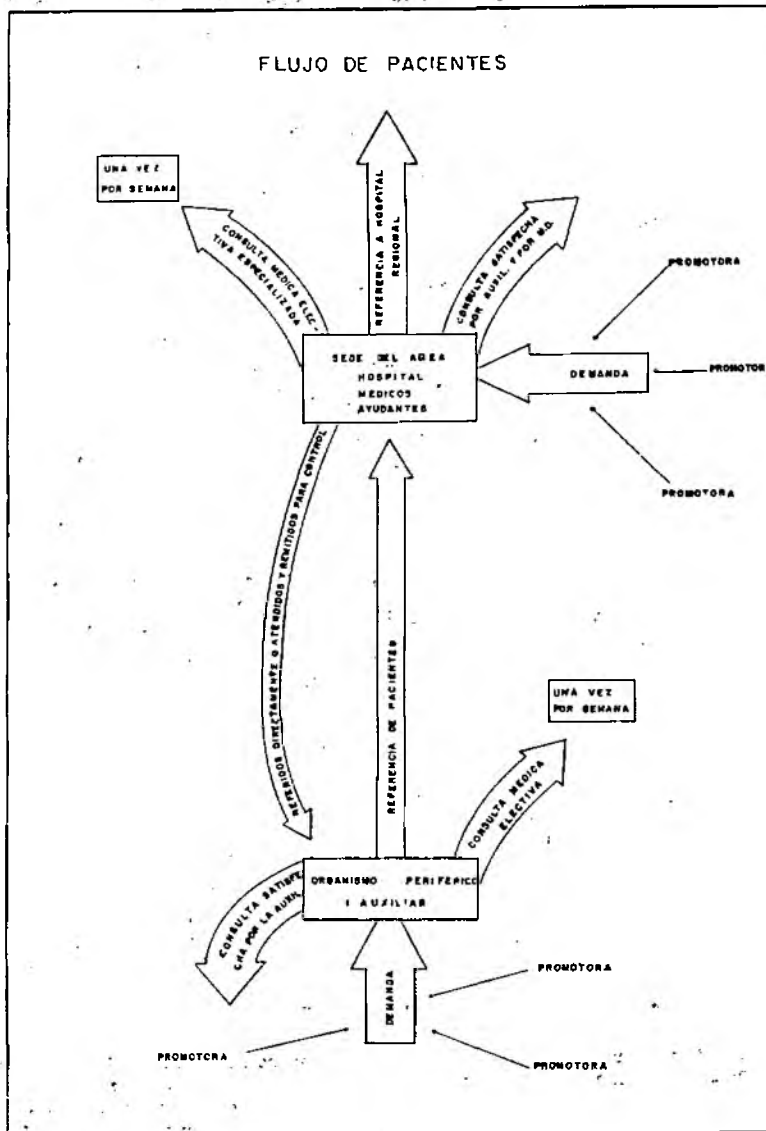 FLUJO DE PACIENTES
UNA VEZ
POR SEMANA
CONSULTA MEDICA ELEC-
TIVA ESPECIALIZADA
REFERENCIA A HOSPITAL
REGIONAL
CONSULTA SATISFECHA
POR AUXIL. Y POR M.D.
PROMOTORA
SEDE DEL AREA
HOSPITAL
MEDICOS
AYUDANTES
DEMANDA
PROMOTOR
PROMOTORA
REFERIDOS DIRECTAMENTE O ATENDIDOS Y REMITIDOS PARA CONTROL
REFERENCIA DE PACIENTES
UNA VEZ
POR SEMANA
CONSULTA MEDICA
ELECTIVA
ORGANISMO PERIFERICO
1 AUXILIAR
CONSULTA SATISFE
CHA POR LA AUXIL
DEMANDA
PROMOTORA
PROMOTORA
PROMOTORA